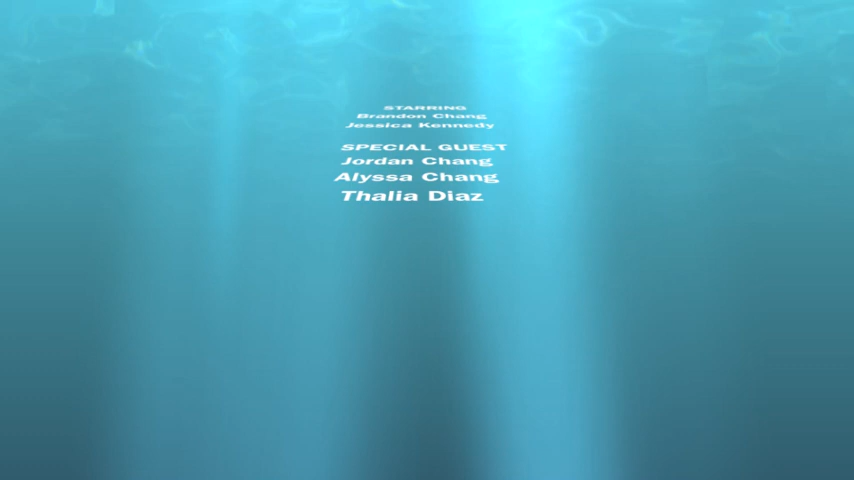 STARRING
Brandon Chang
Jessica Kennedy
SPECIAL GUEST
Jordan Chang
Alyssa Chang
Thalia Diaz